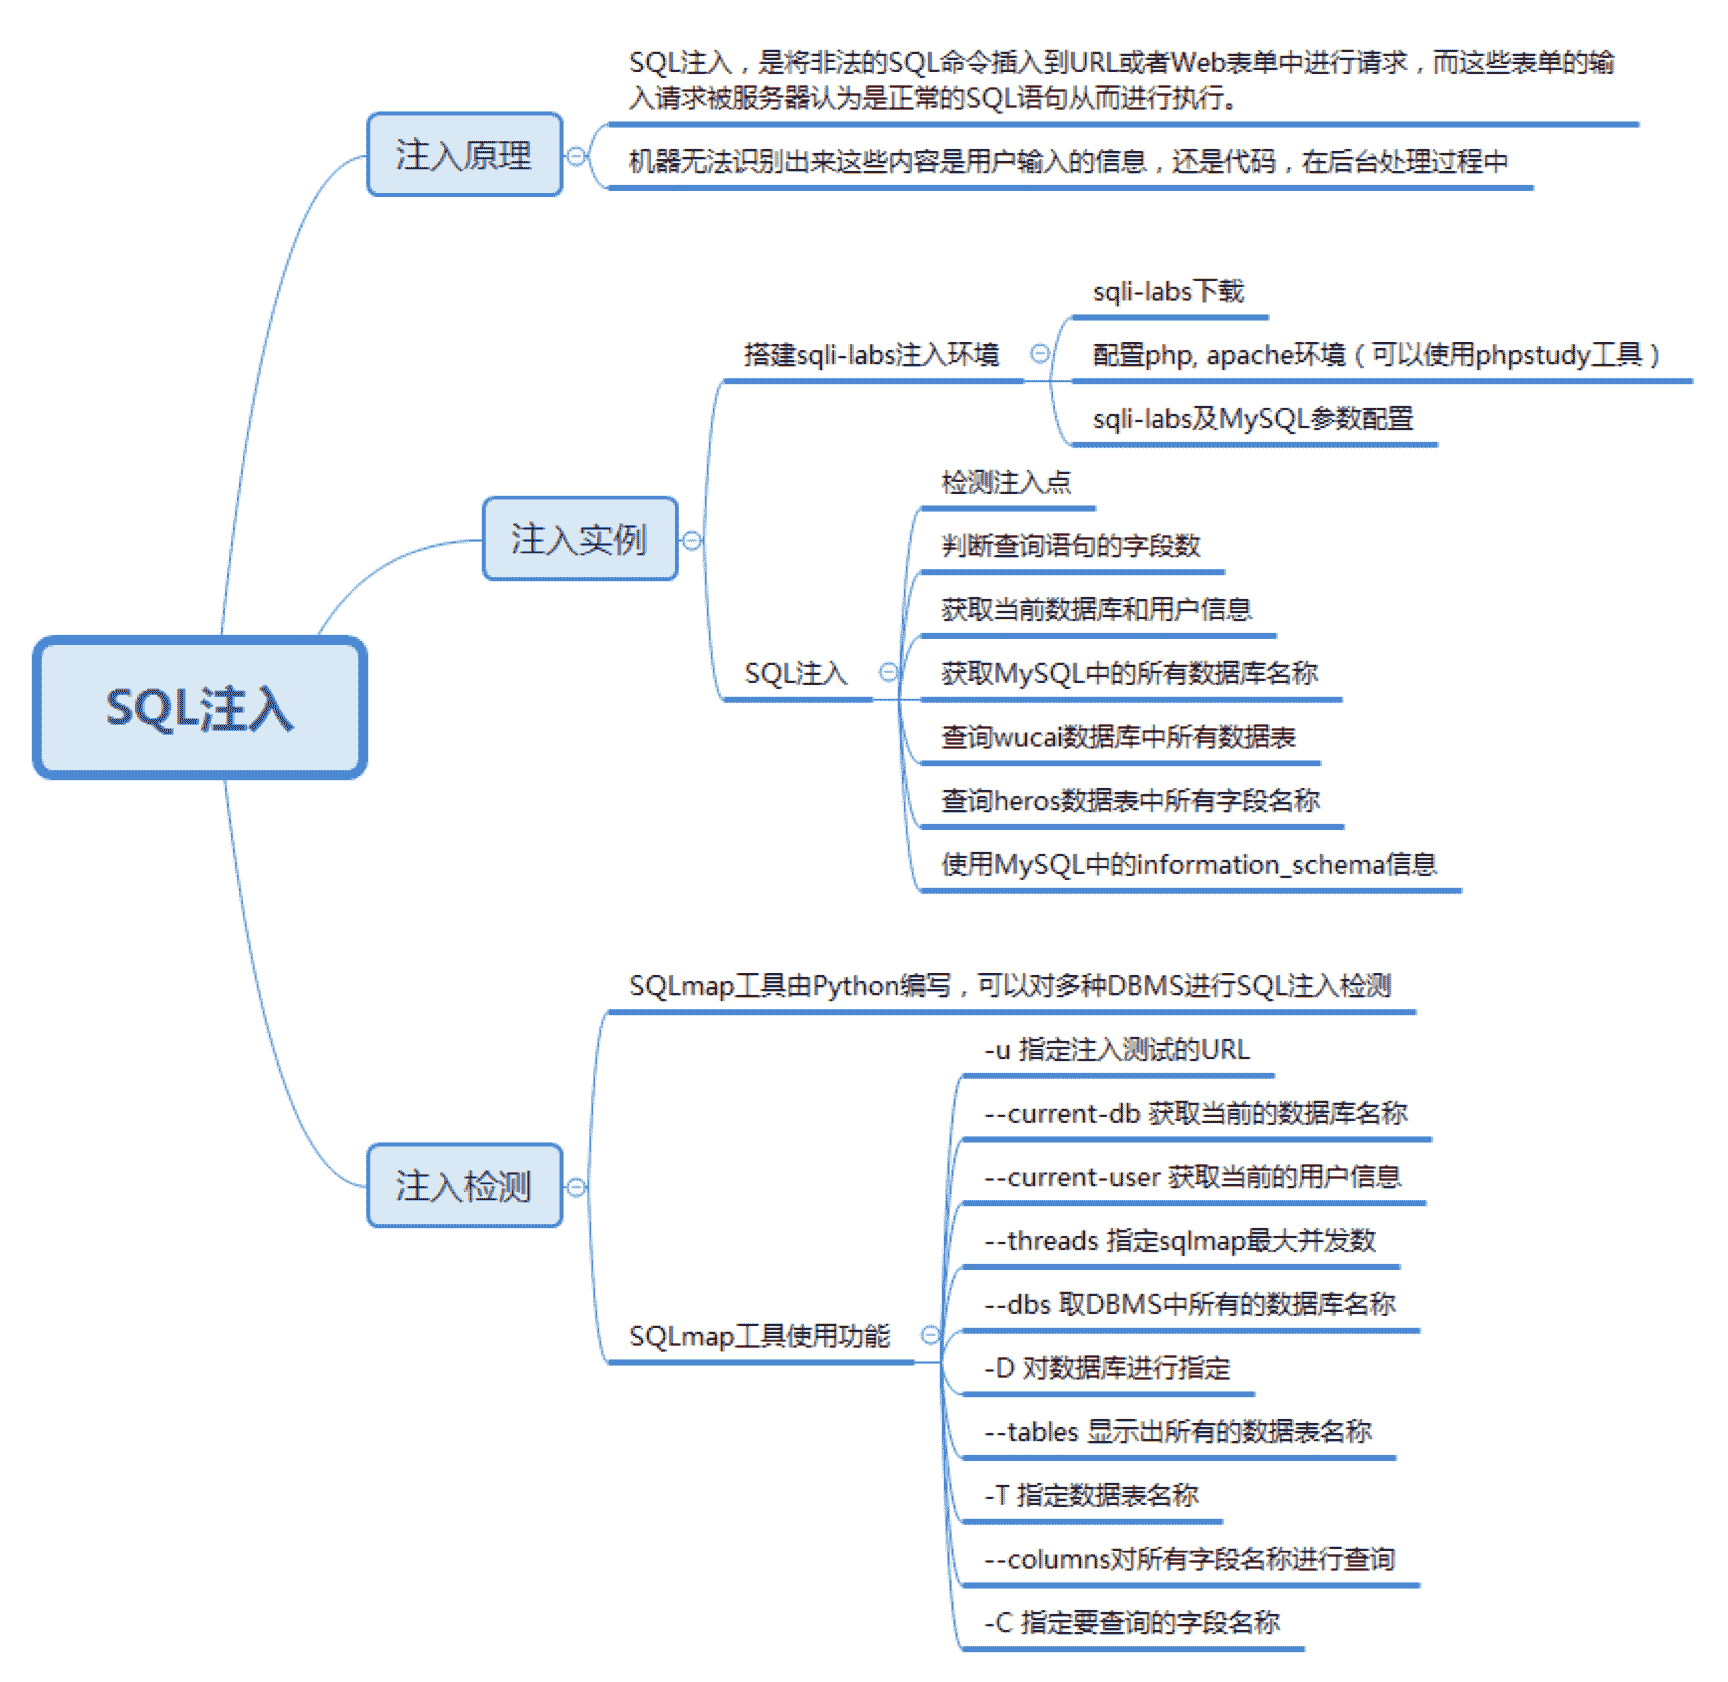 SQL注入，是将非法的SQL命令插入到URL或者Web表单中进行请求，而这些表单的输
入请求被服务器认为是正常的SQL语句从而进行执行。
注入原理
机器无法识别出来这些内容是用户输入的信息，还是代码，在后台处理过程中
sqli-labs下载
搭建sqli-labs注入环境
配置php, apache环境（可以使用phpstudy工具）
sqli-labs及MySQL参数配置
注入实例
检测注入点
判断查询语句的字段数
获取当前数据库和用户信息
SQL注入
获取MySQL中的所有数据库名称
查询wucai数据库中所有数据表
查询heros数据表中所有字段名称
使用MySQL中的information_schema信息
SQL注入
SQLmap工具由Python编写，可以对多种DBMS进行SQL注入检测
注入检测
SQLmap工具使用功能
-u 指定注入测试的URL
--current-db 获取当前的数据库名称
--current-user 获取当前的用户信息
--threads 指定sqlmap最大并发数
--dbs 取DBMS中所有的数据库名称
-D 对数据库进行指定
--tables 显示出所有的数据表名称
-T 指定数据表名称
--columns对所有字段名称进行查询
-C 指定要查询的字段名称